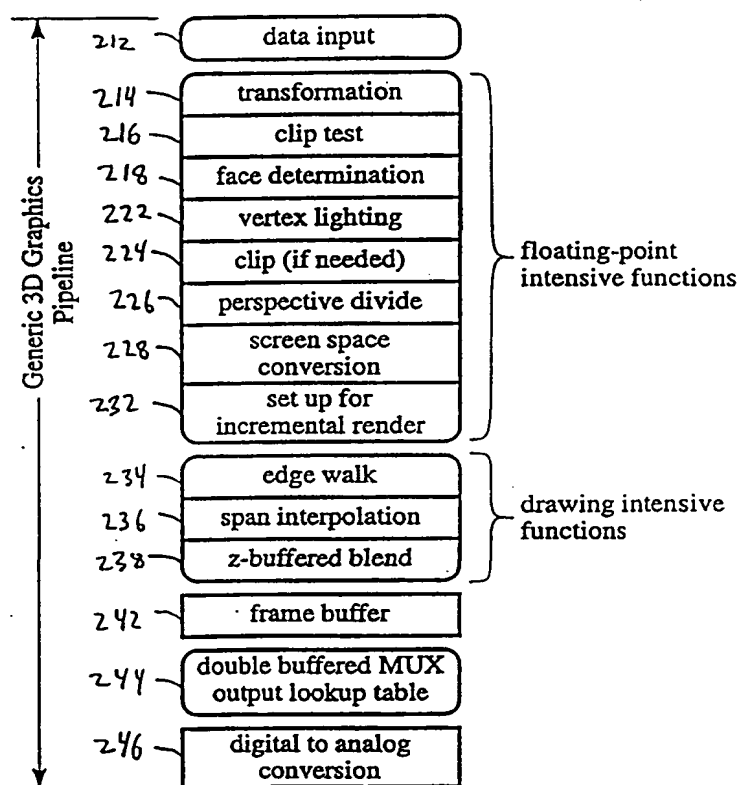 Generic 3D Graphics
Pipeline
212 data input
214 transformation
216 clip test
218 face determination
222 vertex lighting
224 clip (if needed)
226 perspective divide
228 screen space
conversion
232 set up for
incremental render
floating-point
intensive functions
234 edge walk
236 span interpolation
238 z-buffered blend
drawing intensive
functions
242 frame buffer
244 double buffered MUX
output lookup table
246 digital to analog
conversion